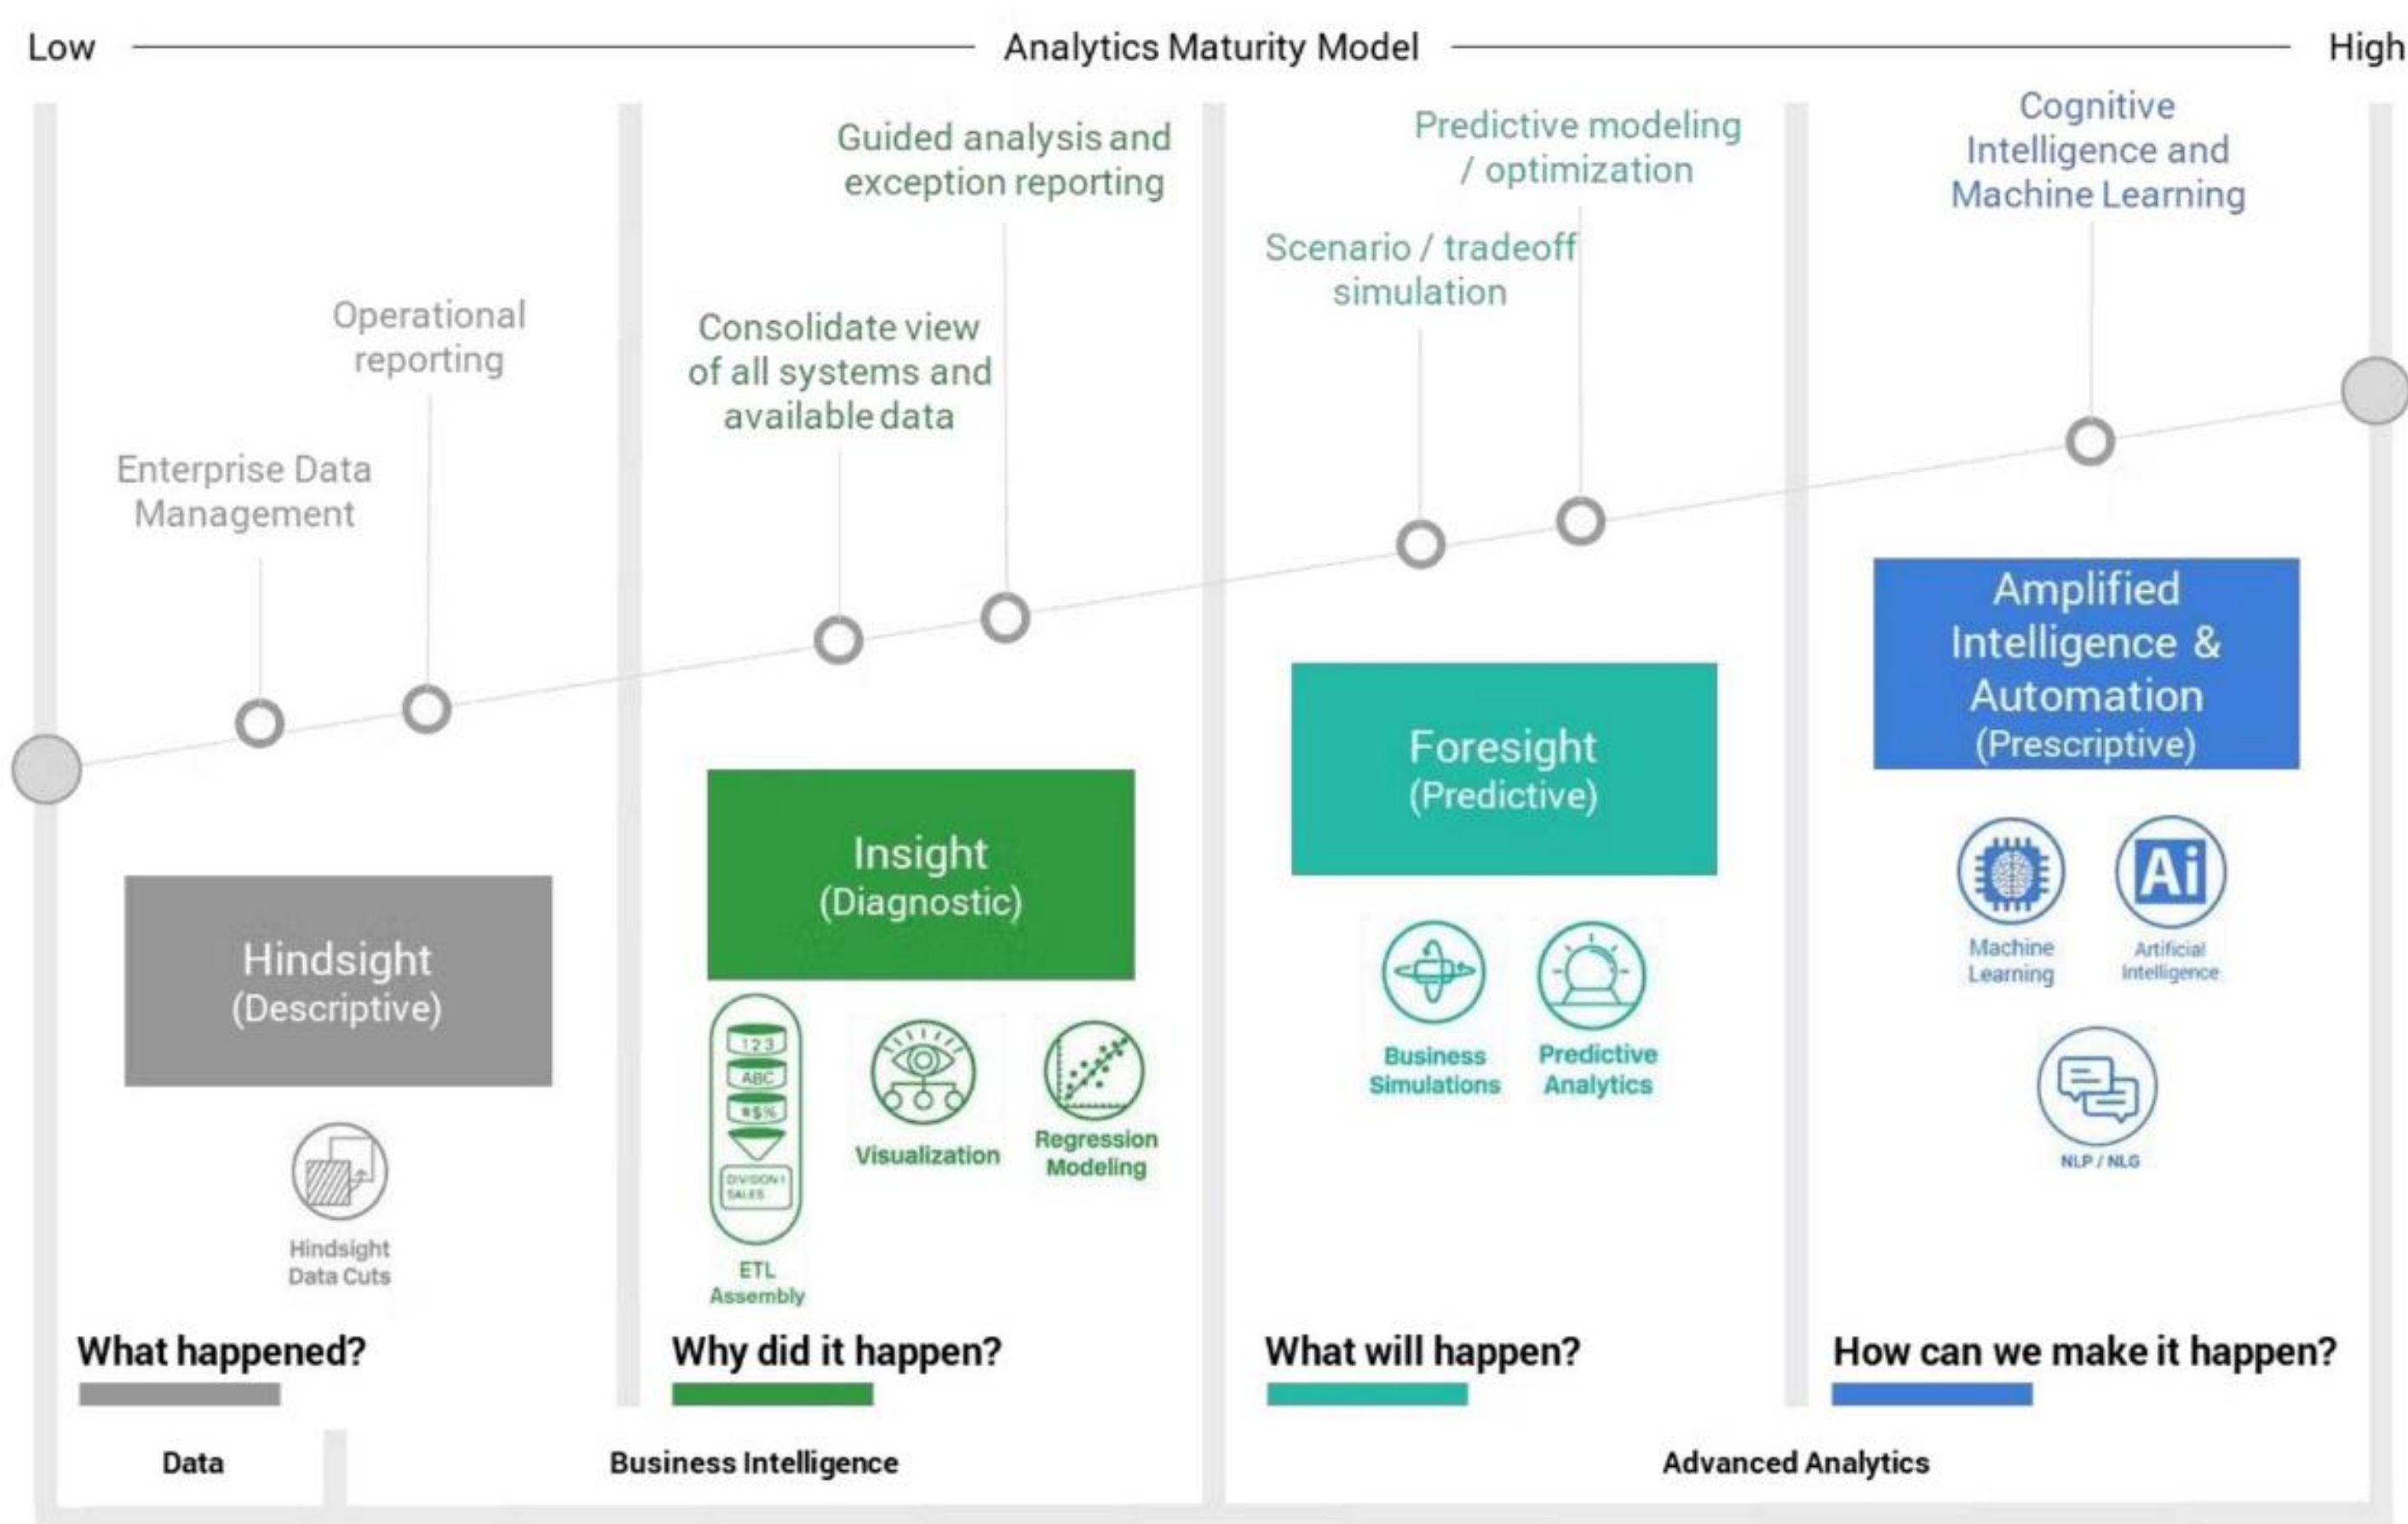 Low
Analytics Maturity Model
High
Enterprise Data
Management
Operational
reporting
Hindsight
(Descriptive)
Hindsight
Data Cuts
What happened?
Consolidate view
of all systems and
available data
Guided analysis and
exception reporting
Insight
(Diagnostic)
123
ABC
#$%
DIVISION 1
SALES
ETL
Assembly
Visualization
Regression
Modeling
Why did it happen?
Scenario / tradeoff
simulation
Predictive modeling
/ optimization
Foresight
(Predictive)
Business
Simulations
Predictive
Analytics
What will happen?
Cognitive
Intelligence and
Machine Learning
Amplified
Intelligence &
Automation
(Prescriptive)
Machine
Learning
Ai
Artificial
Intelligence
NLP / NLG
How can we make it happen?
Data
Business Intelligence
Advanced Analytics